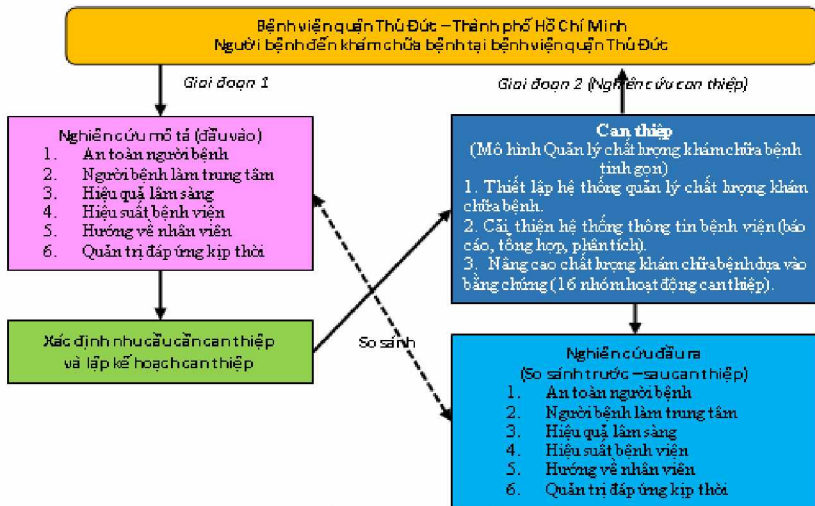 Bệnh viện quận Thủ Đức – Thành phố Hồ Chí Minh
Người bệnh đến khám chữa bệnh tại bệnh viện quận Thủ Đức
Giai đoạn 1
Giai đoạn 2 (Nghiên cứu can thiệp)
Nghiên cứu mô tả (đầu vào)
1. An toàn người bệnh
2. Người bệnh làm trung tâm
3. Hiệu quả lâm sàng
4. Hiệu suất bệnh viện
5. Hướng về nhân viên
6. Quản trị đáp ứng kịp thời
Can thiệp
(Mô hình Quản lý chất lượng khám chữa bệnh
tinh gọn)
1. Thiết lập hệ thống quản lý chất lượng khám
chữa bệnh.
2. Cải thiện hệ thống thông tin bệnh viện (báo
cáo, tổng hợp, phân tích).
3. Nâng cao chất lượng khám chữa bệnh dựa vào
bằng chứng (16 nhóm hoạt động can thiệp).
Xác định nhu cầu cần can thiệp
và lập kế hoạch can thiệp
So sánh
Nghiên cứu đầu ra
(So sánh trước – sau can thiệp)
1. An toàn người bệnh
2. Người bệnh làm trung tâm
3. Hiệu quả lâm sàng
4. Hiệu suất bệnh viện
5. Hướng về nhân viên
6. Quản trị đáp ứng kịp thời